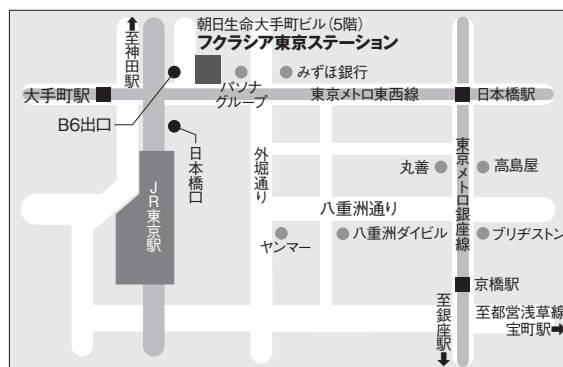 朝日生命大手町ビル(5階)
フクラシア東京ステーション
至神田駅
パソナ
グループ
みずほ銀行
大手町駅
東京メトロ東西線
日本橋駅
B6出口
日本橋口
外堀通り
JR東京駅
丸善
東京メトロ銀座線
高島屋
八重洲通り
ヤンマー
八重洲ダイビル
ブリヂストン
京橋駅
至銀座駅
至都営浅草線
宝町駅